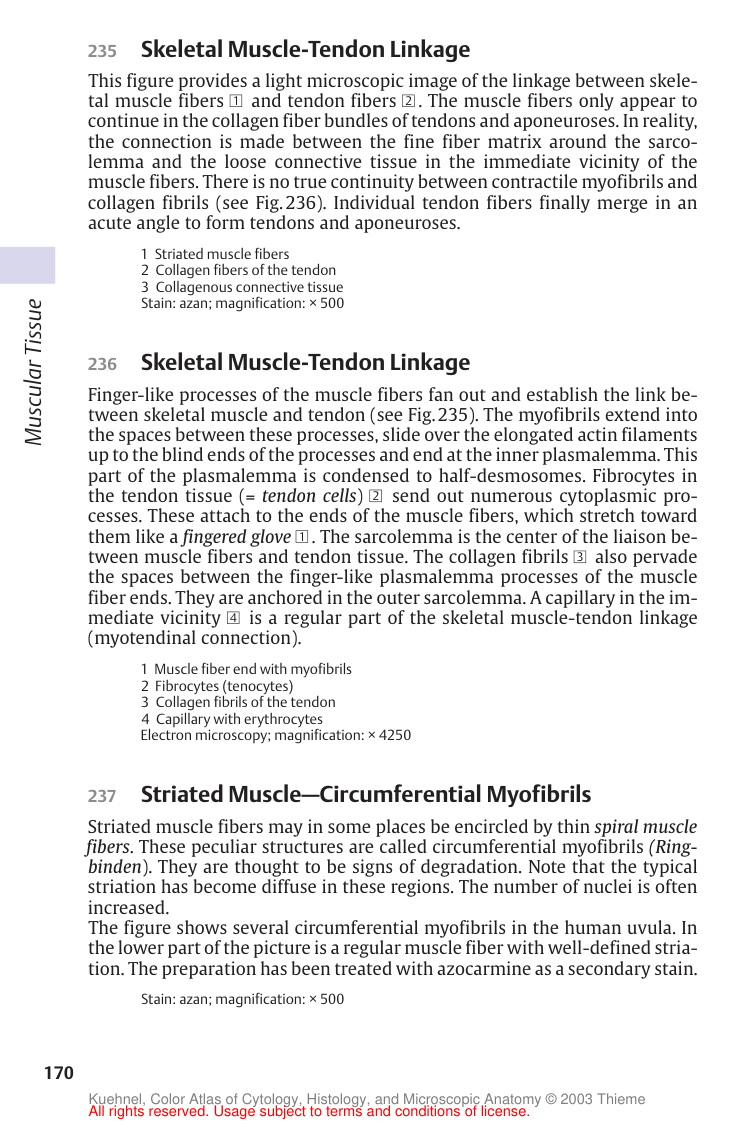 235 Skeletal Muscle-Tendon Linkage
This figure provides a light microscopic image of the linkage between skele-
tal muscle fibers 1 and tendon fibers 2. The muscle fibers only appear to
continue in the collagen fiber bundles of tendons and aponeuroses. In reality,
the connection is made between the fine fiber matrix around the sarco-
lemma and the loose connective tissue in the immediate vicinity of the
muscle fibers. There is no true continuity between contractile myofibrils and
collagen fibrils (see Fig. 236). Individual tendon fibers finally merge in an
acute angle to form tendons and aponeuroses.
1 Striated muscle fibers
2 Collagen fibers of the tendon
3 Collagenous connective tissue
Stain: azan; magnification: × 500
Muscular Tissue
236 Skeletal Muscle-Tendon Linkage
Finger-like processes of the muscle fibers fan out and establish the link be-
tween skeletal muscle and tendon (see Fig. 235). The myofibrils extend into
the spaces between these processes, slide over the elongated actin filaments
up to the blind ends of the processes and end at the inner plasmalemma. This
part of the plasmalemma is condensed to half-desmosomes. Fibrocytes in
the tendon tissue (= tendon cells) 2 send out numerous cytoplasmic pro-
cesses. These attach to the ends of the muscle fibers, which stretch toward
them like a fingered glove 1. The sarcolemma is the center of the liaison be-
tween muscle fibers and tendon tissue. The collagen fibrils 3 also pervade
the spaces between the finger-like plasmalemma processes of the muscle
fiber ends. They are anchored in the outer sarcolemma. A capillary in the im-
mediate vicinity 4 is a regular part of the skeletal muscle-tendon linkage
(myotendinal connection).
1 Muscle fiber end with myofibrils
2 Fibrocytes (tenocytes)
3 Collagen fibrils of the tendon
4 Capillary with erythrocytes
Electron microscopy; magnification: × 4250
237 Striated Muscle—Circumferential Myofibrils
Striated muscle fibers may in some places be encircled by thin spiral muscle
fibers. These peculiar structures are called circumferential myofibrils (Ring-
binden). They are thought to be signs of degradation. Note that the typical
striation has become diffuse in these regions. The number of nuclei is often
increased.
The figure shows several circumferential myofibrils in the human uvula. In
the lower part of the picture is a regular muscle fiber with well-defined stria-
tion. The preparation has been treated with azocarmine as a secondary stain.
Stain: azan; magnification: × 500
170
Kuehnel, Color Atlas of Cytology, Histology, and Microscopic Anatomy © 2003 Thieme
All rights reserved. Usage subject to terms and conditions of license.